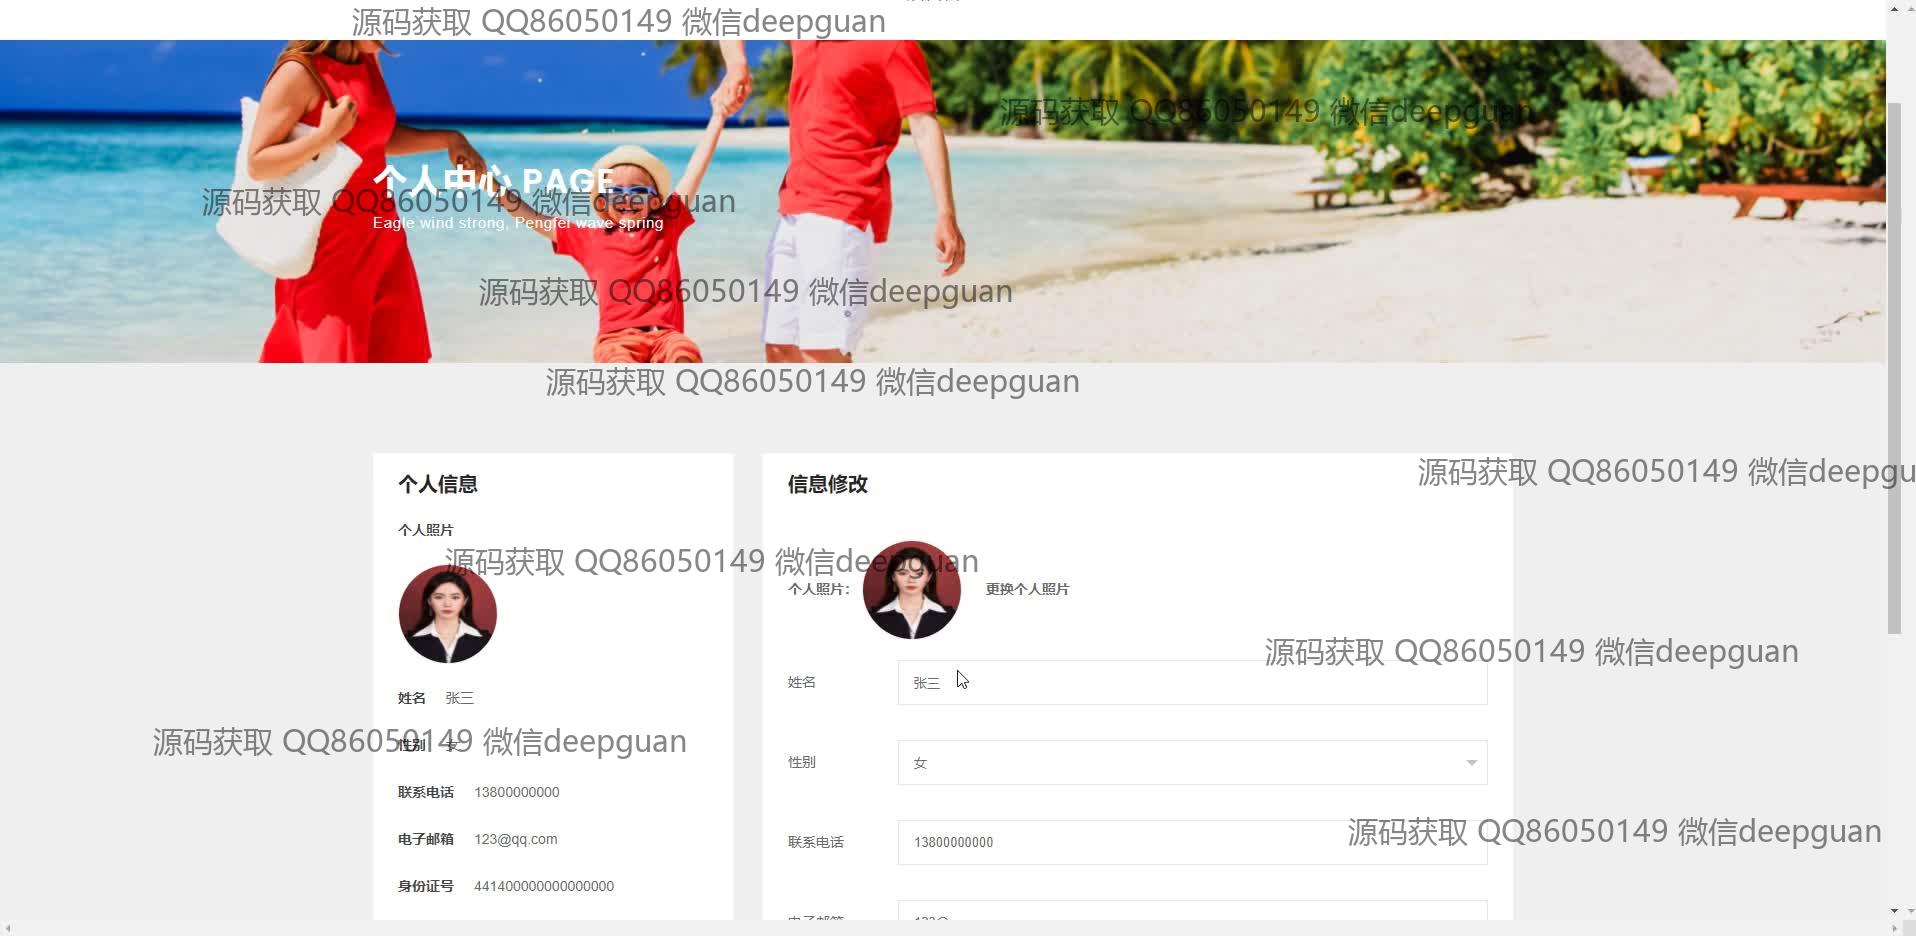 源码获取 QQ86050149 微信deepguan
源码获取 QQ86050149 微信deepguan
个人中心 PAGE
源码获取 QQ86050149 微信deepguan
Eagle wind strong, Pengfei wave spring
源码获取 QQ86050149 微信deepguan
源码获取 QQ86050149 微信deepguan
源码获取 QQ86050149 微信deepgu
个人信息
个人照片
姓名 张三
性别 女
联系电话 13800000000
电子邮箱 123@qq.com
身份证号 441400000000000000
信息修改
源码获取 QQ86050149 微信deepguan
个人照片：
更换个人照片
源码获取 QQ86050149 微信deepguan
姓名 张三
源码获取 QQ86050149 微信deepguan
性别 女
源码获取 QQ86050149 微信deepguan
联系电话 13800000000
电子邮箱 123@